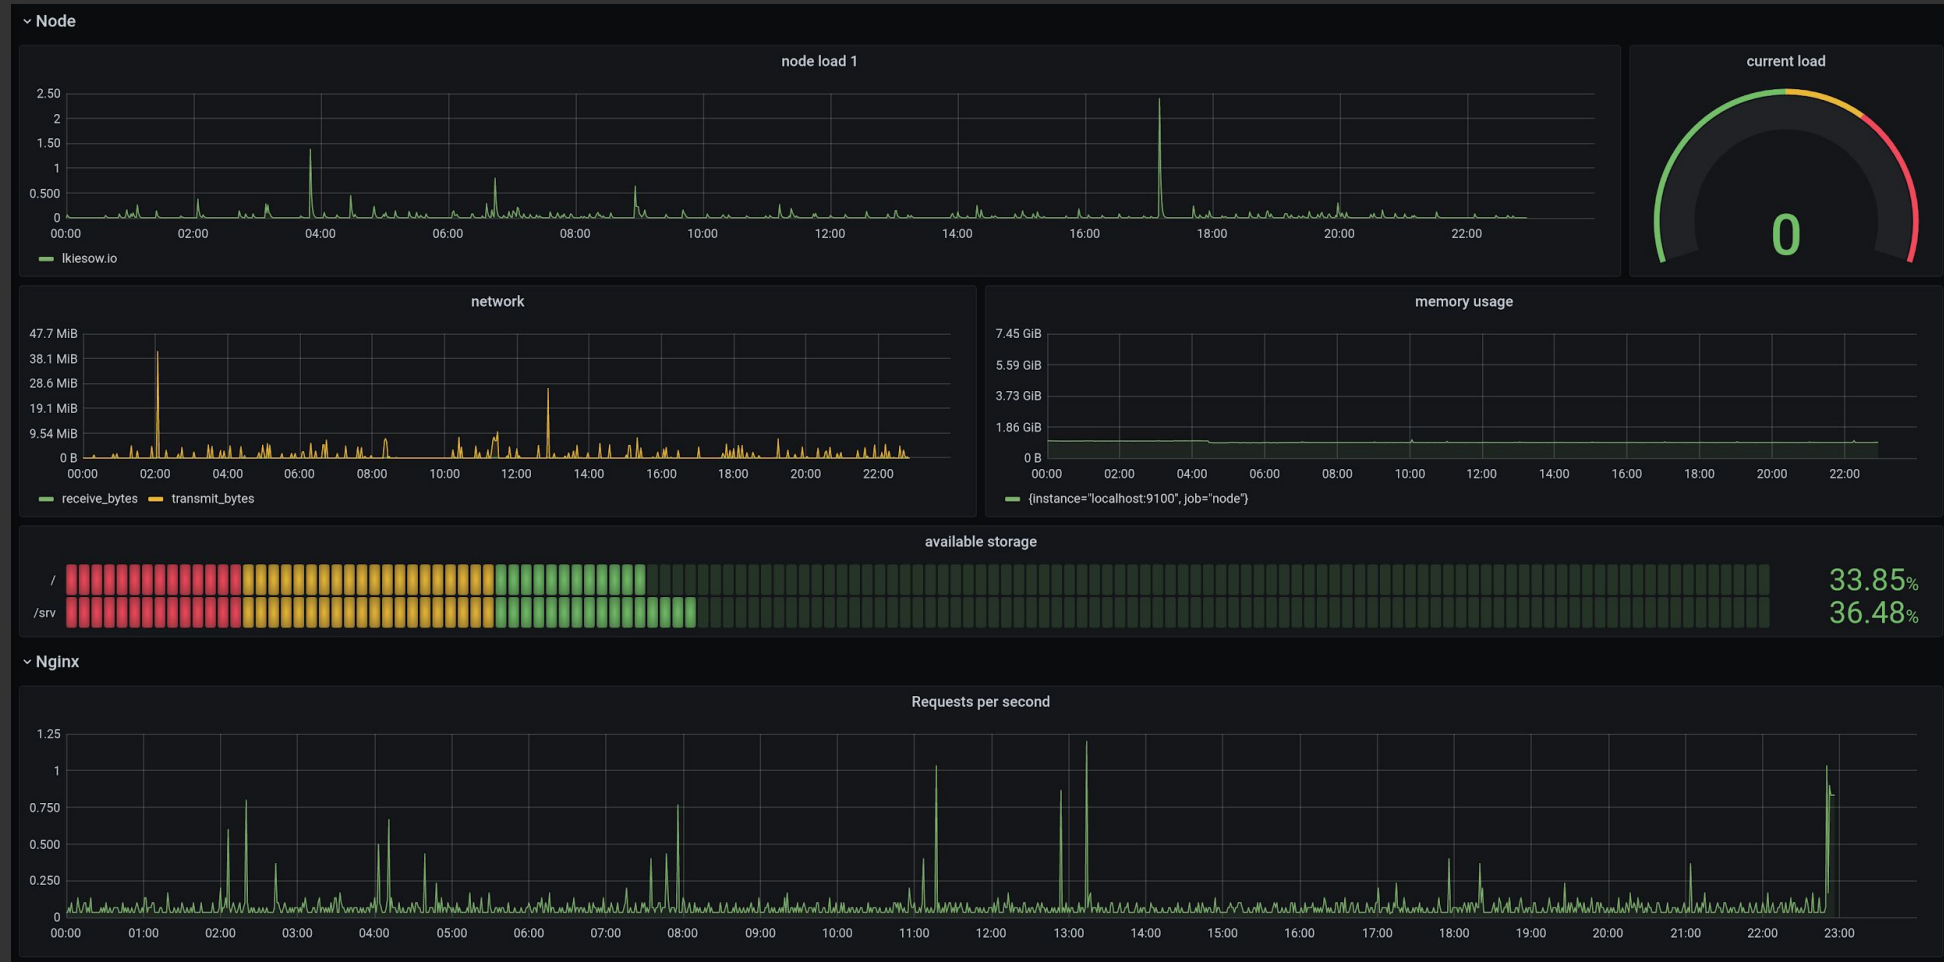 Node
node load 1
2.50
2
1.50
1
0.500
0
00:00 02:00 04:00 06:00 08:00 10:00 12:00 14:00 16:00 18:00 20:00 22:00
lkiesow.io
current load
0
network
47.7 MiB
38.1 MiB
28.6 MiB
19.1 MiB
9.54 MiB
0 B
00:00 02:00 04:00 06:00 08:00 10:00 12:00 14:00 16:00 18:00 20:00 22:00
receive_bytes transmit_bytes
memory usage
7.45 GiB
5.59 GiB
3.73 GiB
1.86 GiB
0 B
00:00 02:00 04:00 06:00 08:00 10:00 12:00 14:00 16:00 18:00 20:00 22:00
{instance="localhost:9100", job="node"}
available storage
/ 33.85%
/srv 36.48%
Nginx
Requests per second
1.25
1
0.750
0.500
0.250
0
00:00 01:00 02:00 03:00 04:00 05:00 06:00 07:00 08:00 09:00 10:00 11:00 12:00 13:00 14:00 15:00 16:00 17:00 18:00 19:00 20:00 21:00 22:00 23:00